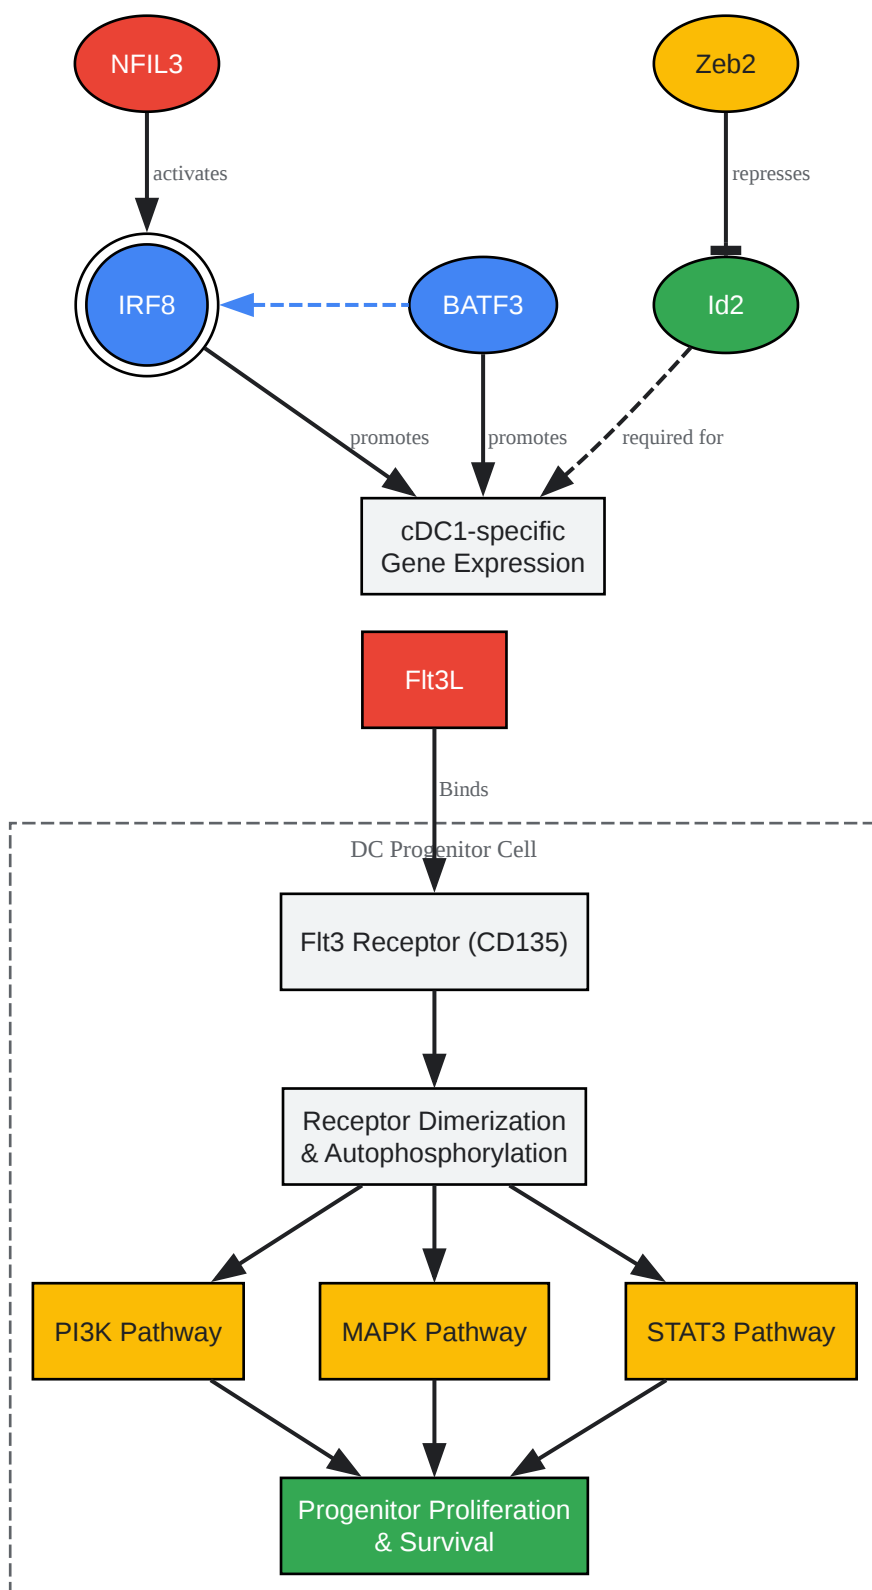 NFIL3
Zeb2
activates
represses
IRF8
BATF3
Id2
promotes
promotes
required for
cDC1-specific
Gene Expression
Flt3L
Binds
DC Progenitor Cell
Flt3 Receptor (CD135)
Receptor Dimerization
& Autophosphorylation
PI3K Pathway
MAPK Pathway
STAT3 Pathway
Progenitor Proliferation
& Survival